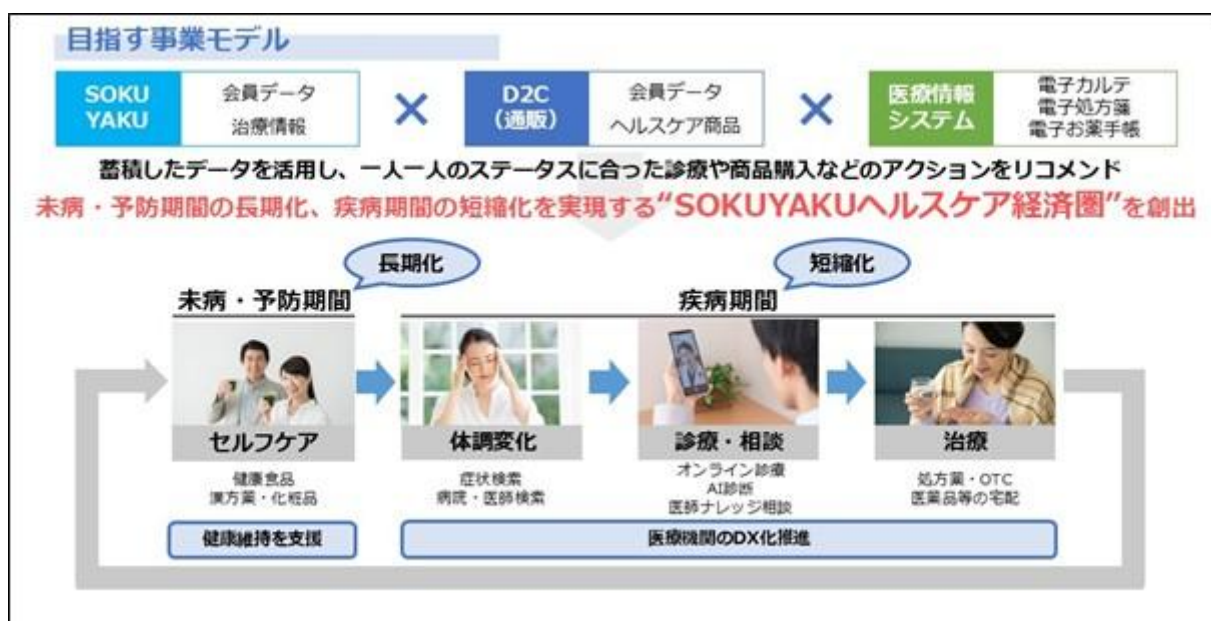 目指す事業モデル
SOKU
YAKU
会員データ
治療情報
×
D2C
(通販)
会員データ
ヘルスケア商品
×
医療情報
システム
電子カルテ
電子処方箋
電子お薬手帳
蓄積したデータを活用し、一人一人のステータスに合った診療や商品購入などのアクションをリコメンド
未病・予防期間の長期化、疾病期間の短縮化を実現する“SOKUYAKUヘルスケア経済圏”を創出
長期化
短縮化
未病・予防期間
疾病期間
セルフケア
体調変化
診療・相談
治療
健康食品
漢方薬・化粧品
症状検索
病院・医師検索
オンライン診療
AI診断
医師ナレッジ相談
処方薬・OTC
医薬品等の宅配
健康維持を支援
医療機関のDX化推進